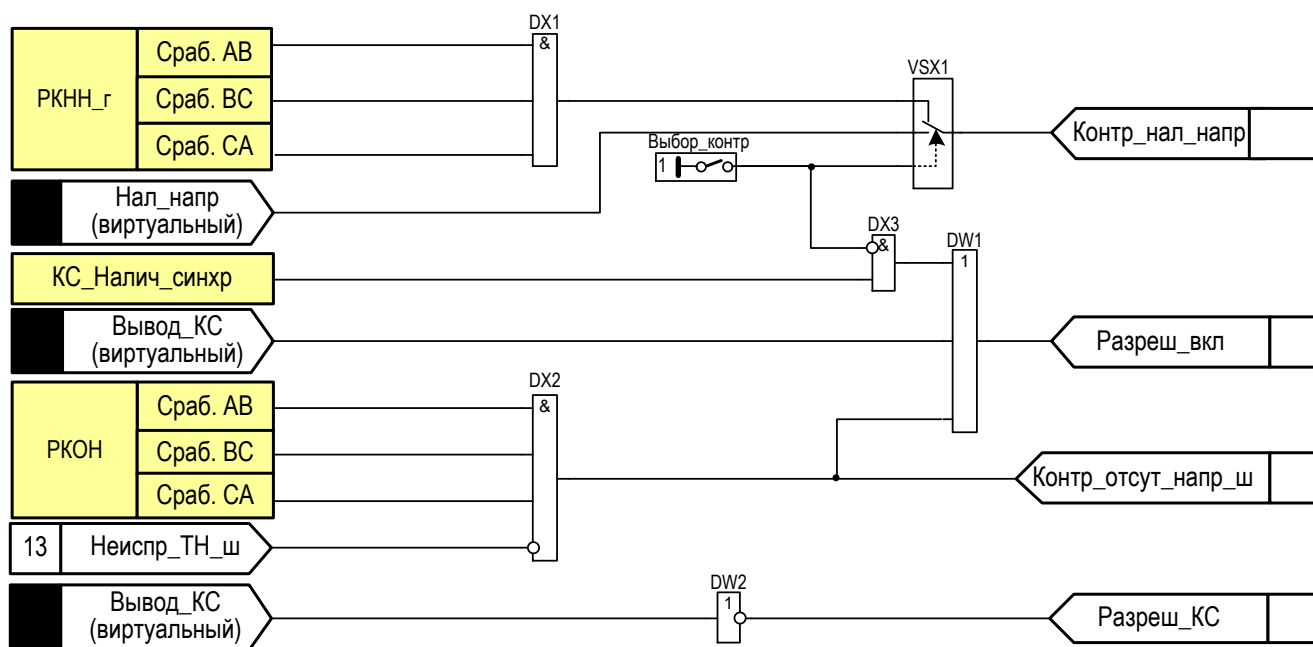 DX1
&
РКНН_г
Сраб. АВ
Сраб. ВС
Сраб. СА
VSX1
Контр_нал_напр
Выбор_контр
1
Нал_напр
(виртуальный)
DX3
&
DW1
1
КС_Налич_синхр
Вывод_КС
(виртуальный)
Разреш_вкл
DX2
&
РКОН
Сраб. АВ
Сраб. ВС
Сраб. СА
Контр_отсут_напр_ш
13 Неиспр_ТН_ш
DW2
1
Вывод_КС
(виртуальный)
Разреш_КС